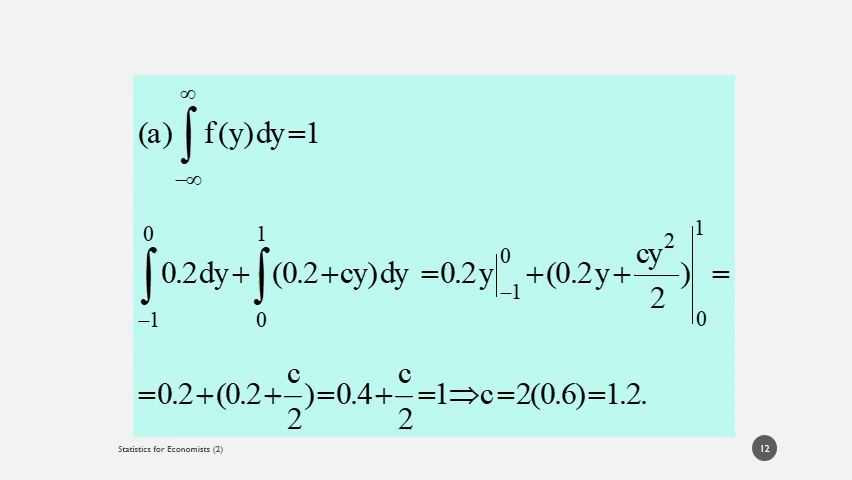 (a) ∫_{−∞}^{∞} f(y)dy=1
∫_{−1}^{0} 0.2dy+∫_{0}^{1} (0.2+cy)dy =0.2y|_{−1}^{0} +(0.2y+cy²/2)|_{0}^{1} =
=0.2+(0.2+c/2)=0.4+c/2=1⇒c=2(0.6)=1.2.
Statistics for Economists (2)
12